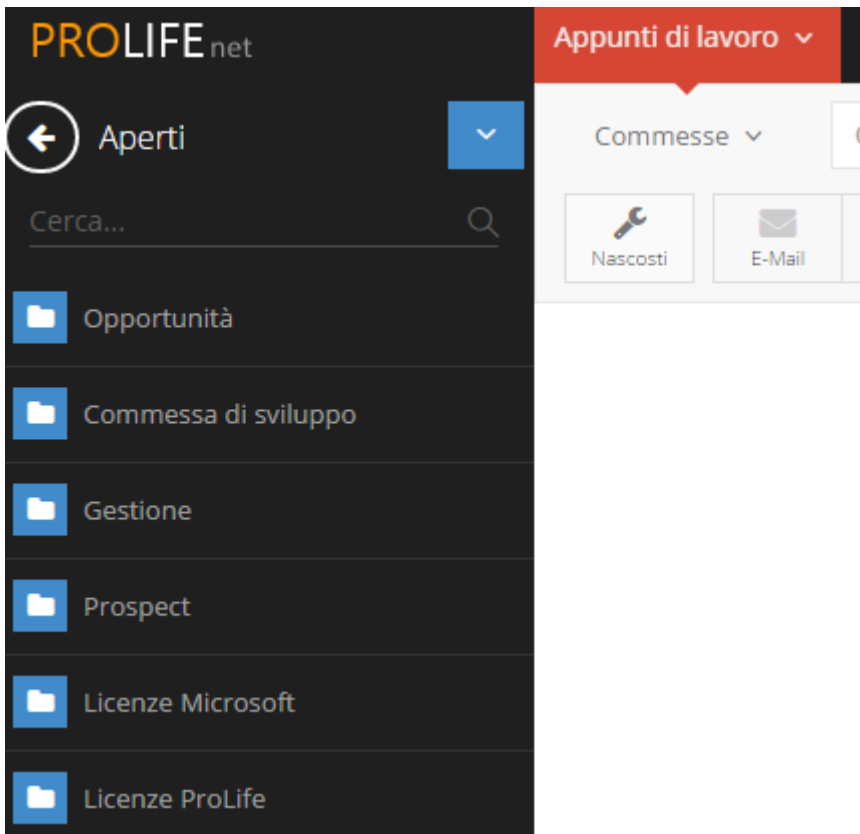 PROLIFE net
Aperti
Cerca...
Opportunità
Commessa di sviluppo
Gestione
Prospect
Licenze Microsoft
Licenze ProLife
Appunti di lavoro
Commesse
Nascosti
E-Mail